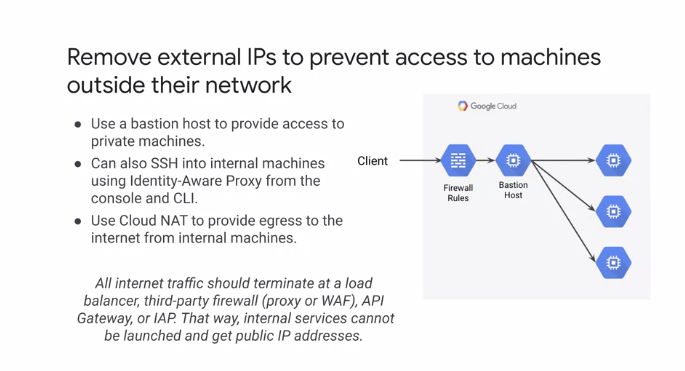 Remove external IPs to prevent access to machines
outside their network
● Use a bastion host to provide access to
private machines.
● Can also SSH into internal machines
using Identity-Aware Proxy from the
console and CLI.
● Use Cloud NAT to provide egress to the
internet from internal machines.
All internet traffic should terminate at a load
balancer, third-party firewall (proxy or WAF), API
Gateway, or IAP. That way, internal services cannot
be launched and get public IP addresses.
Google Cloud
Client
Firewall
Rules
Bastion
Host